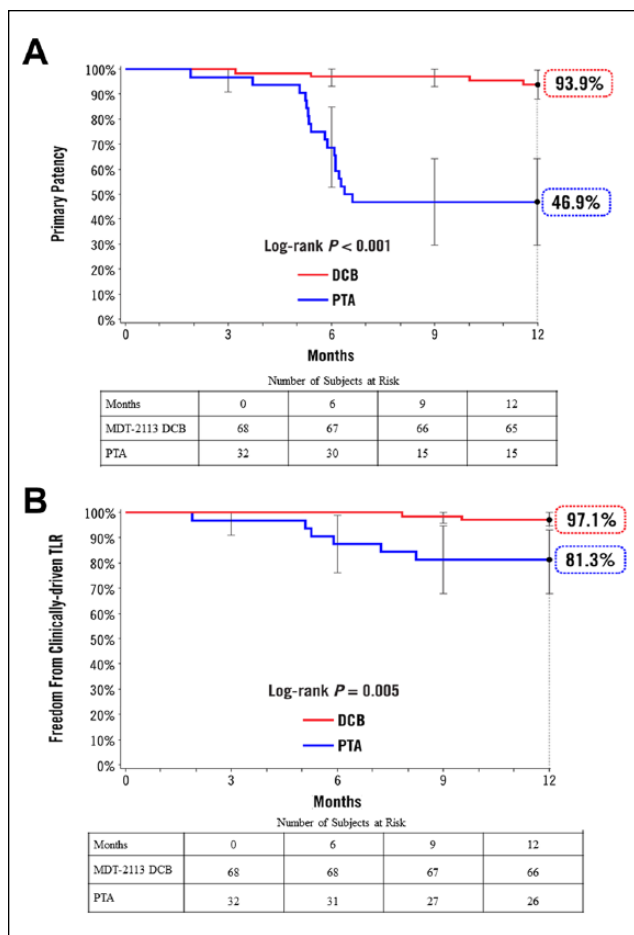 A
100%
90%
80%
70%
60%
50%
40%
30%
20%
10%
0%
Primary Patency
93.9%
46.9%
Log-rank P < 0.001
DCB
PTA
0 3 6 9 12
Months
Number of Subjects at Risk
Months 0 6 9 12
MDT-2113 DCB 68 67 66 65
PTA 32 30 15 15
B
100%
90%
80%
70%
60%
50%
40%
30%
20%
10%
0%
Freedom From Clinically-driven TLR
97.1%
81.3%
Log-rank P = 0.005
DCB
PTA
0 3 6 9 12
Months
Number of Subjects at Risk
Months 0 6 9 12
MDT-2113 DCB 68 68 67 66
PTA 32 31 27 26